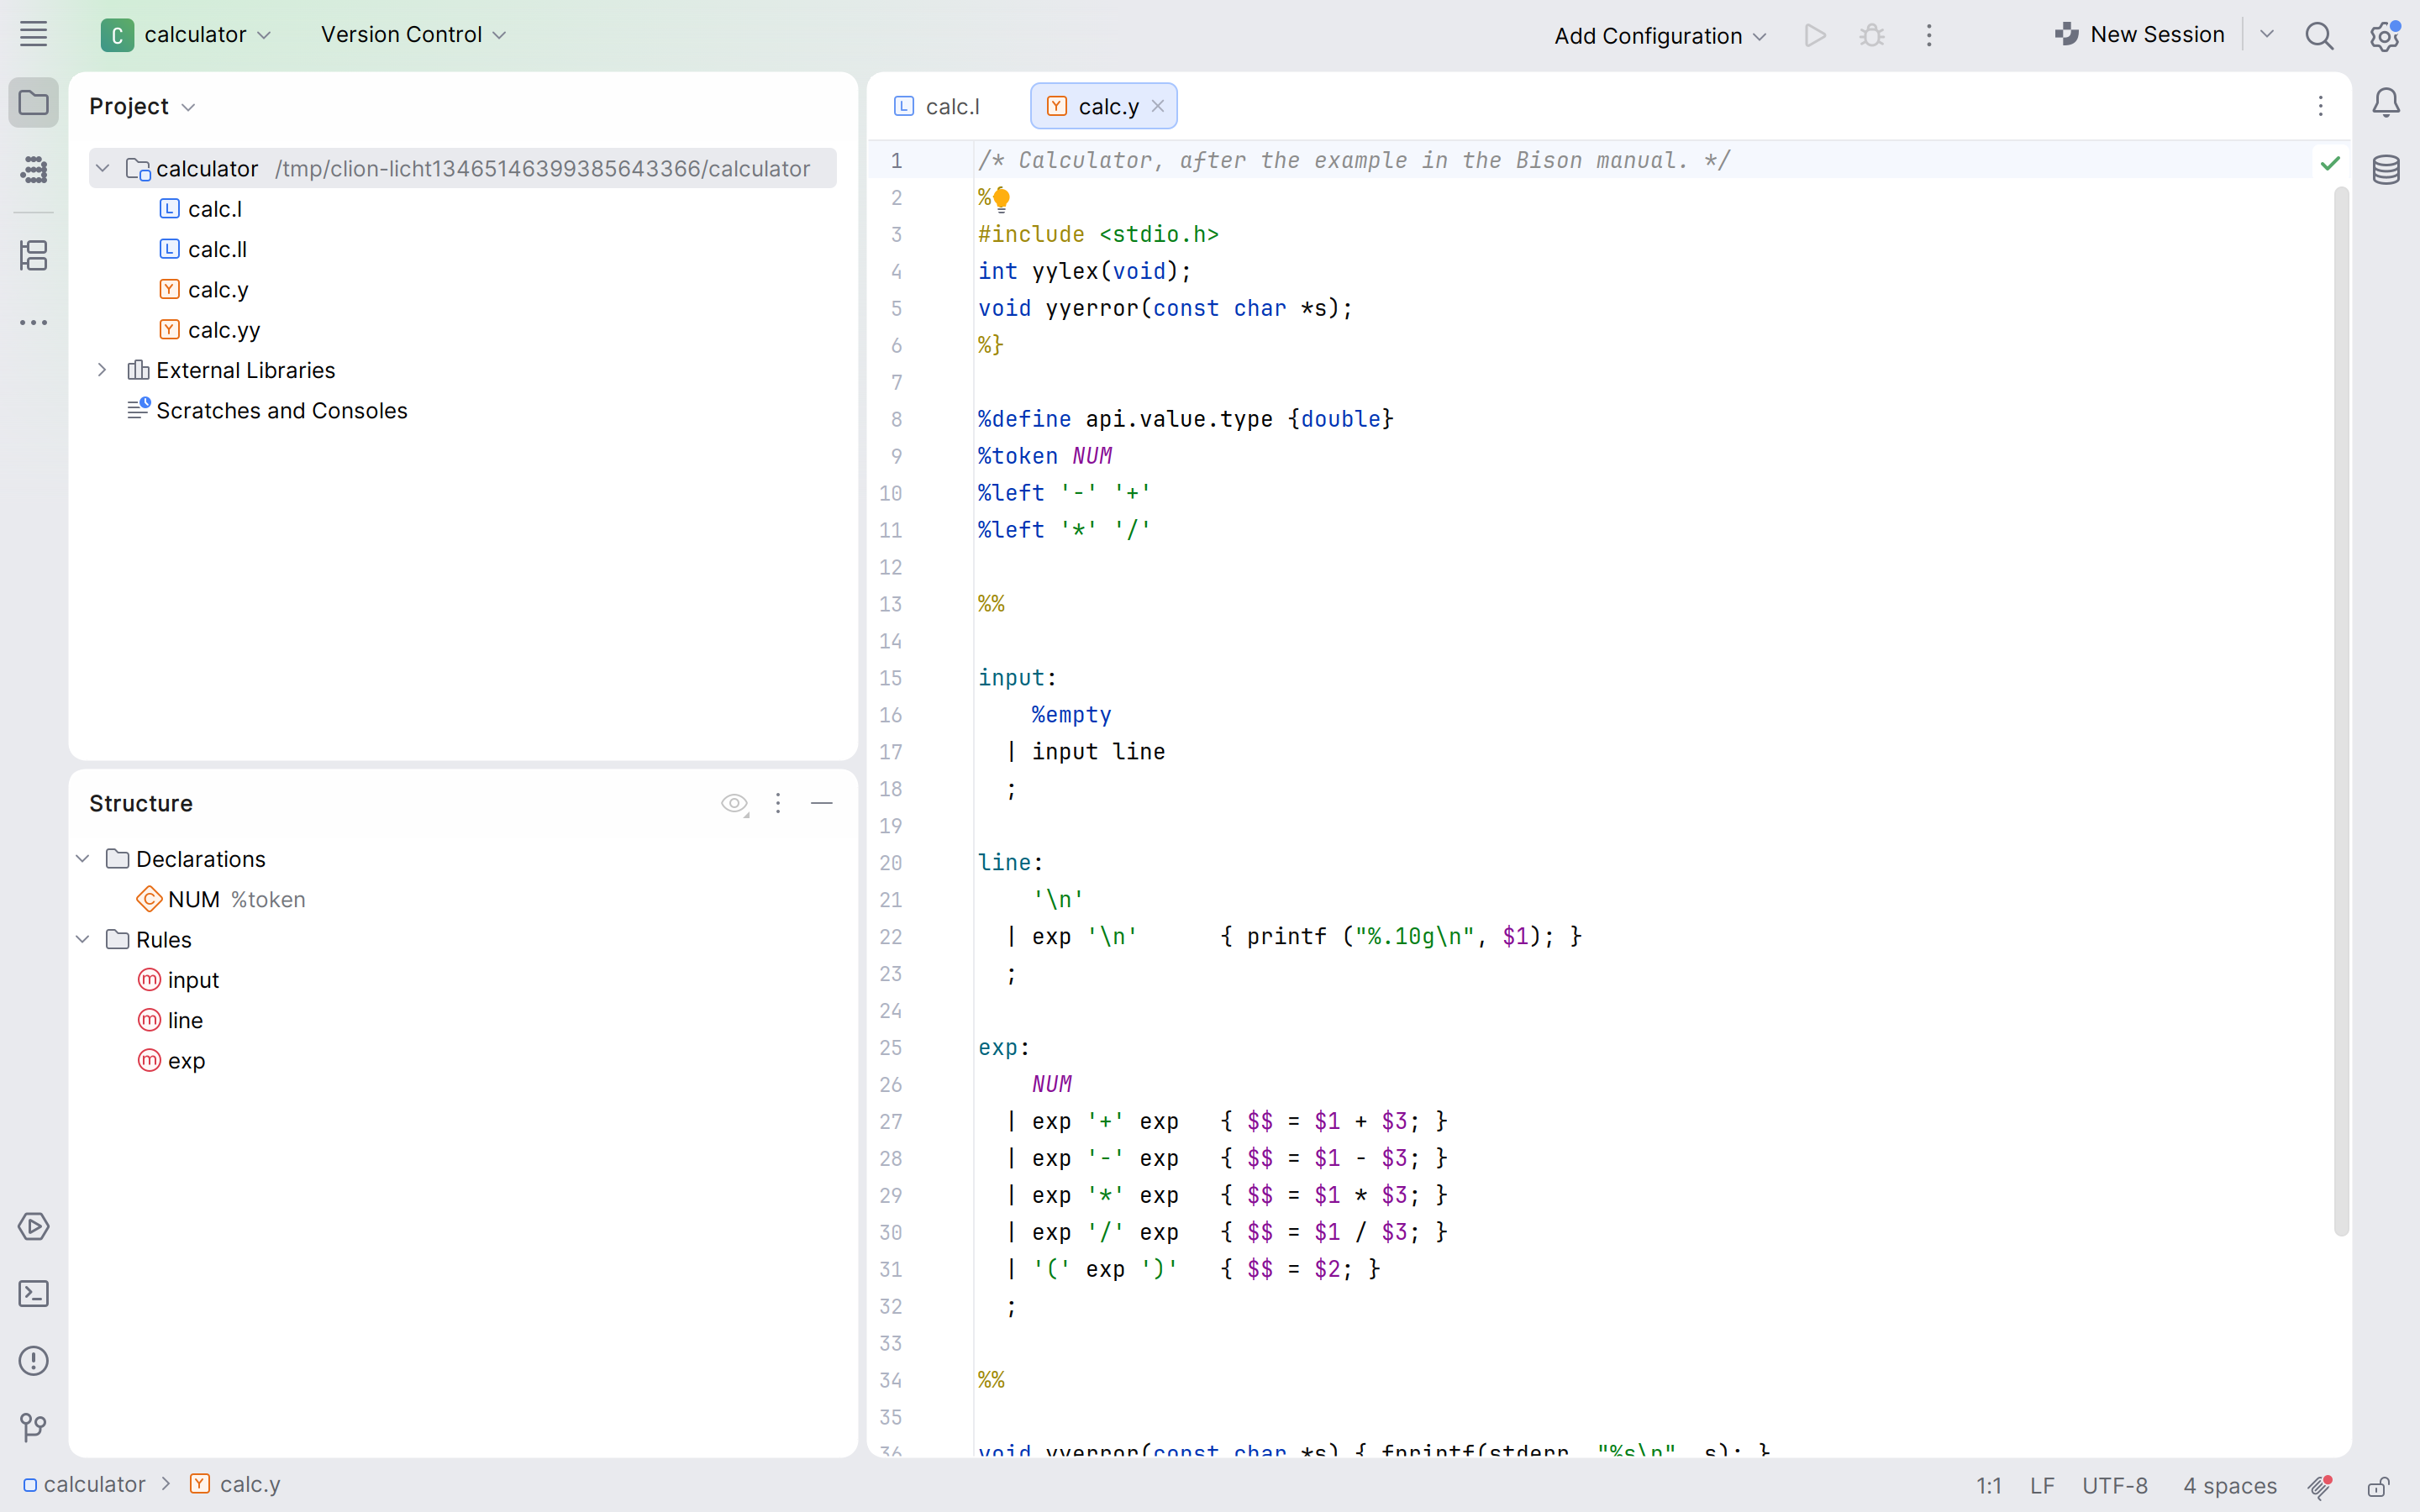 C calculator Version Control Add Configuration New Session
Project
calculator /tmp/clion-licht13465146399385643366/calculator
L calc.l
L calc.ll
Y calc.y
Y calc.yy
External Libraries
Scratches and Consoles
Structure
Declarations
C NUM %token
Rules
m input
m line
m exp
L calc.l Y calc.y
1 /* Calculator, after the example in the Bison manual. */
2 %
3 #include <stdio.h>
4 int yylex(void);
5 void yyerror(const char *s);
6 %}
7
8 %define api.value.type {double}
9 %token NUM
10 %left '-' '+'
11 %left '*' '/'
12
13 %%
14
15 input:
16     %empty
17   | input line
18   ;
19
20 line:
21     '\n'
22   | exp '\n'      { printf ("%.10g\n", $1); }
23   ;
24
25 exp:
26     NUM
27   | exp '+' exp   { $$ = $1 + $3; }
28   | exp '-' exp   { $$ = $1 - $3; }
29   | exp '*' exp   { $$ = $1 * $3; }
30   | exp '/' exp   { $$ = $1 / $3; }
31   | '(' exp ')'   { $$ = $2; }
32   ;
33
34 %%
35
36 void yyerror(const char *s) { fprintf(stderr, "%s\n", s); }
calculator Y calc.y 1:1 LF UTF-8 4 spaces